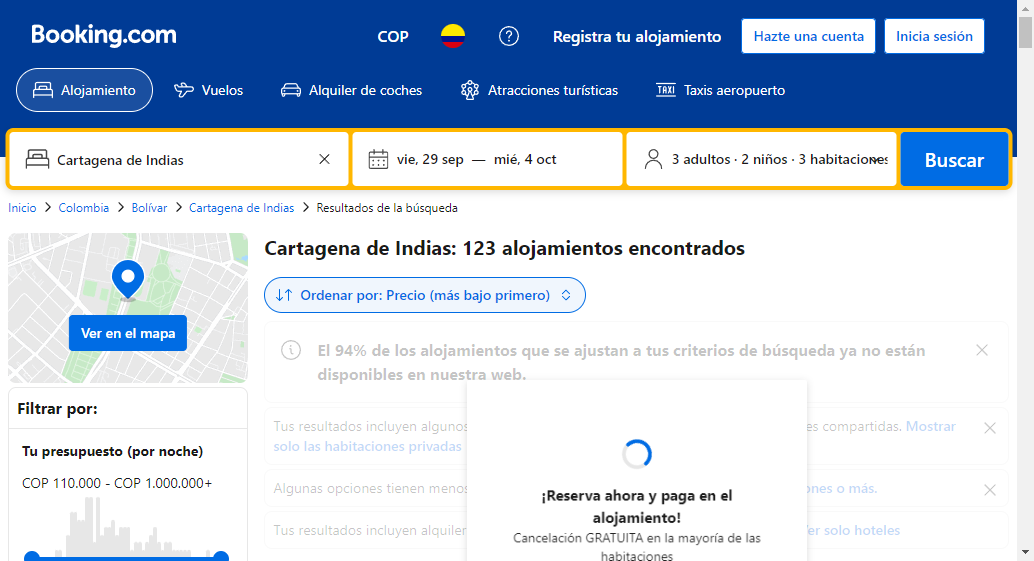 Booking.com
COP
Registra tu alojamiento
Hazte una cuenta
Inicia sesión
Alojamiento
Vuelos
Alquiler de coches
Atracciones turísticas
TAXI
Taxis aeropuerto
Cartagena de Indias
vie, 29 sep — mié, 4 oct
3 adultos · 2 niños · 3 habitaciones
Buscar
Inicio > Colombia > Bolívar > Cartagena de Indias > Resultados de la búsqueda
Ver en el mapa
Filtrar por:
Tu presupuesto (por noche)
COP 110.000 - COP 1.000.000+
Cartagena de Indias: 123 alojamientos encontrados
Ordenar por: Precio (más bajo primero)
El 94% de los alojamientos que se ajustan a tus criterios de búsqueda ya no están
disponibles en nuestra web.
Tus resultados incluyen algunos compartidas. Mostrar
solo las habitaciones privadas
Algunas opciones tienen menos o más.
Tus resultados incluyen alquiler solo hoteles
¡Reserva ahora y paga en el
alojamiento!
Cancelación GRATUITA en la mayoría de las
habitaciones